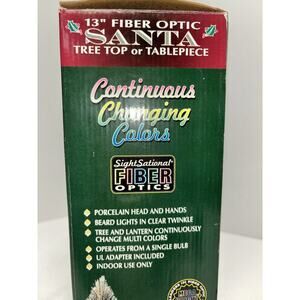 13" FIBER OPTIC
SANTA
TREE TOP or TABLEPIECE
Continuous
Changing
Colors
SightSational
FIBER
OPTICS
PORCELAIN HEAD AND HANDS
BEARD LIGHTS IN CLEAR TWINKLE
TREE AND LANTERN CONTINUOUSLY
CHANGE MULTI COLORS
OPERATES FROM A SINGLE BULB
UL ADAPTER INCLUDED
INDOOR USE ONLY